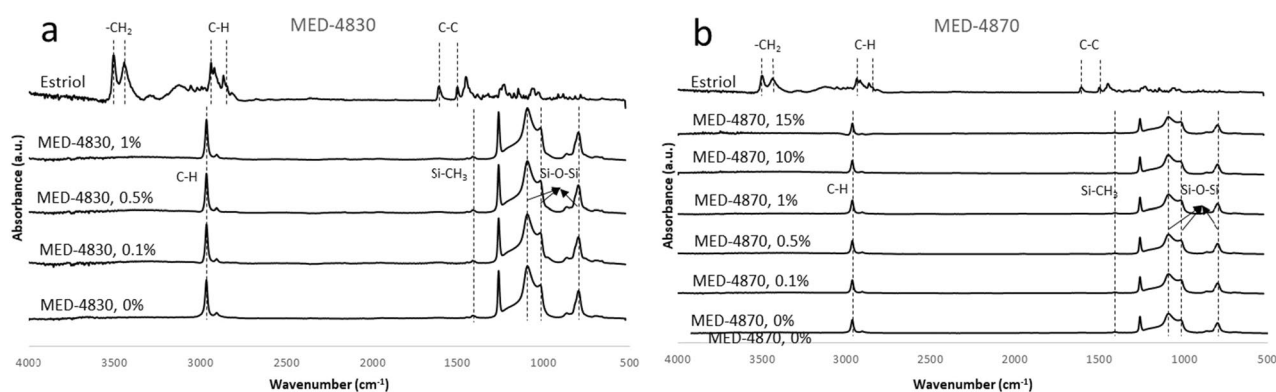 a
MED-4830
-CH₂
C-H
C-C
Estriol
MED-4830, 1%
C-H
Si-CH₃
Si-O-Si
MED-4830, 0.5%
MED-4830, 0.1%
MED-4830, 0%
Absorbance (a.u.)
4000 3500 3000 2500 2000 1500 1000 500
Wavenumber (cm⁻¹)
b
MED-4870
-CH₂
C-H
C-C
Estriol
MED-4870, 15%
MED-4870, 10%
C-H
Si-CH₃
Si-O-Si
MED-4870, 1%
MED-4870, 0.5%
MED-4870, 0.1%
MED-4870, 0%
MED-4870, 0%
Absorbance (a.u.)
4000 3500 3000 2500 2000 1500 1000 500
Wavenumber (cm⁻¹)